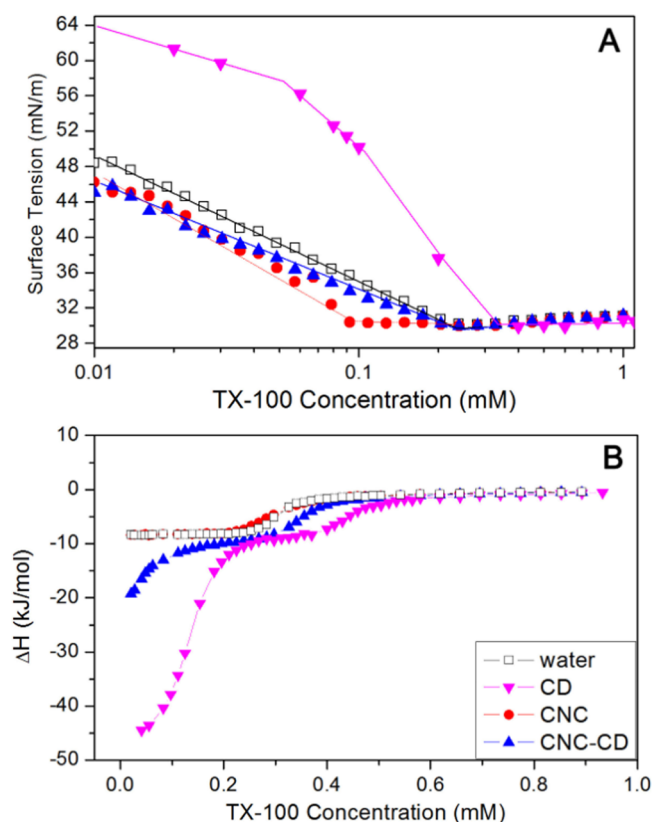 A
64
60
56
52
48
44
40
36
32
28
Surface Tension (mN/m)
0.01
0.1
1
TX-100 Concentration (mM)
B
10
0
-10
-20
-30
-40
-50
ΔH (kJ/mol)
water
CD
CNC
CNC-CD
0.0
0.2
0.4
0.6
0.8
1.0
TX-100 Concentration (mM)